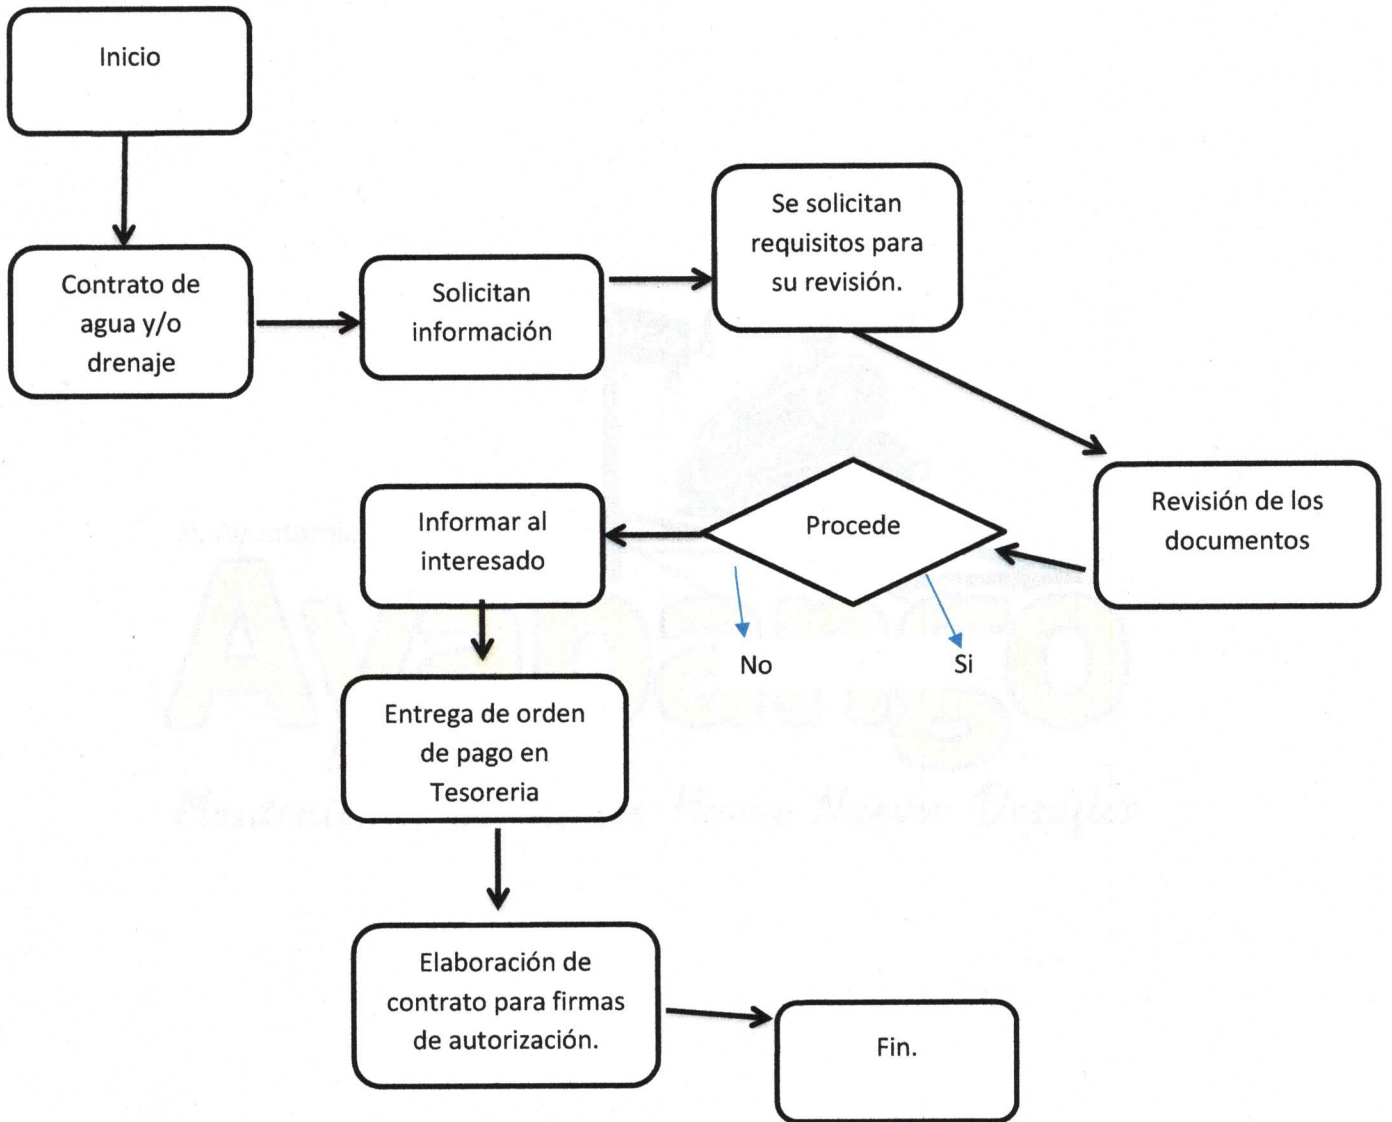 Inicio
Contrato de
agua y/o
drenaje
Solicitan
información
Se solicitan
requisitos para
su revisión.
Revisión de los
documentos
Procede
No
Si
Informar al
interesado
Entrega de orden
de pago en
Tesoreria
Elaboración de
contrato para firmas
de autorización.
Fin.